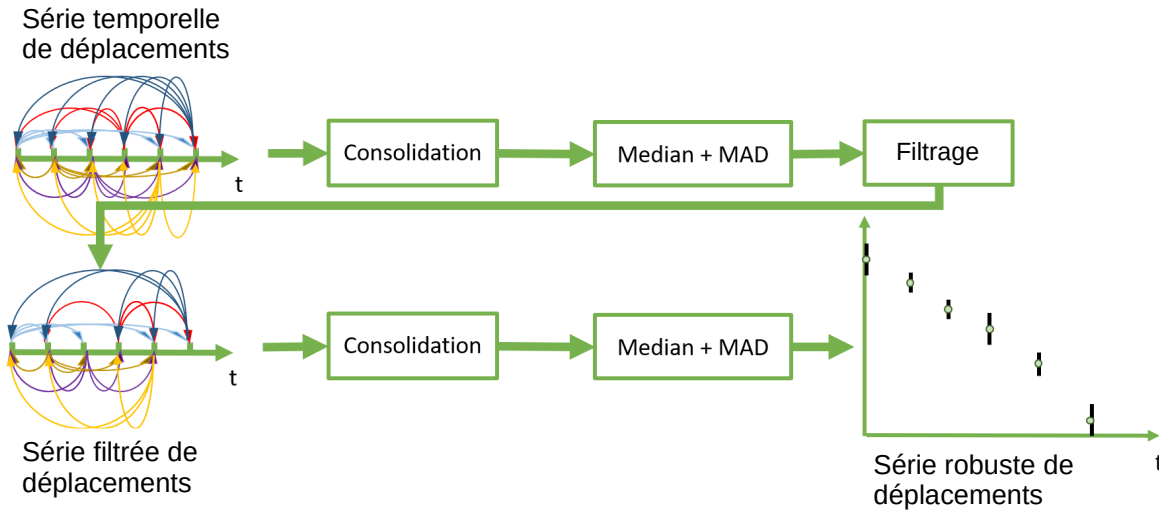 Série temporelle
de déplacements
t
Consolidation
Median + MAD
Filtrage
t
Consolidation
Median + MAD
Série filtrée de
déplacements
t
Série robuste de
déplacements